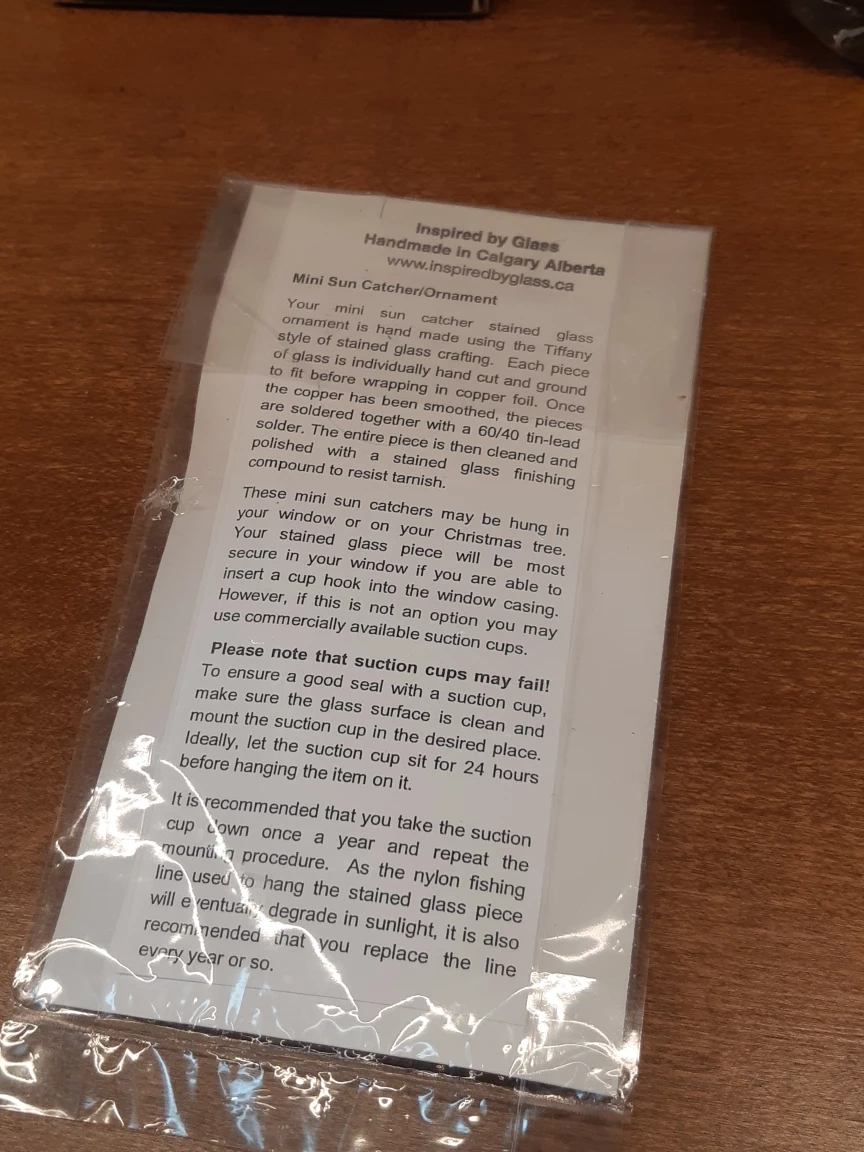 Inspired by Glass
Handmade in Calgary Alberta
www.inspiredbyglass.ca
Mini Sun Catcher/Ornament
Your mini sun catcher stained glass
ornament is hand made using the Tiffany
style of stained glass crafting. Each piece
of glass is individually hand cut and ground
to fit before wrapping in copper foil. Once
the copper has been smoothed, the pieces
are soldered together with a 60/40 tin-lead
solder. The entire piece is then cleaned and
polished with a stained glass finishing
compound to resist tarnish.
These mini sun catchers may be hung in
your window or on your Christmas tree.
Your stained glass piece will be most
secure in your window if you are able to
insert a cup hook into the window casing.
However, if this is not an option you may
use commercially available suction cups.
Please note that suction cups may fail!
To ensure a good seal with a suction cup,
make sure the glass surface is clean and
mount the suction cup in the desired place.
Ideally, let the suction cup sit for 24 hours
before hanging the item on it.
It is recommended that you take the suction
cup down once a year and repeat the
mounting procedure. As the nylon fishing
line used to hang the stained glass piece
will eventually degrade in sunlight, it is also
recommended that you replace the line
every year or so.